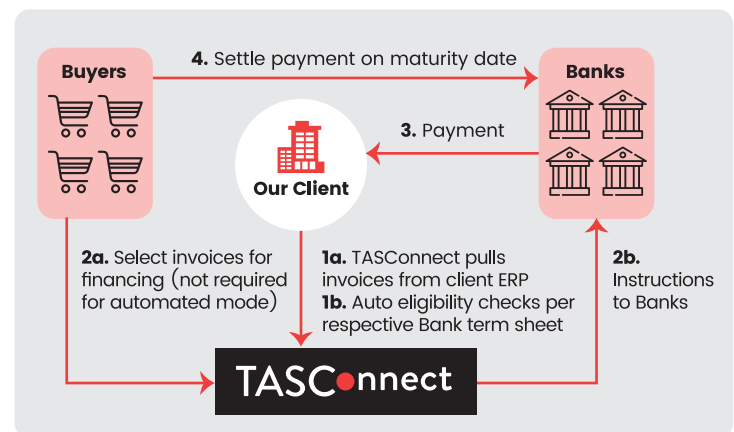 4. Settle payment on maturity date
Buyers
Banks
3. Payment
Our Client
2a. Select invoices for
financing (not required
for automated mode)
1a. TASConnect pulls
invoices from client ERP
1b. Auto eligibility checks per
respective Bank term sheet
2b.
Instructions
to Banks
TASConnect